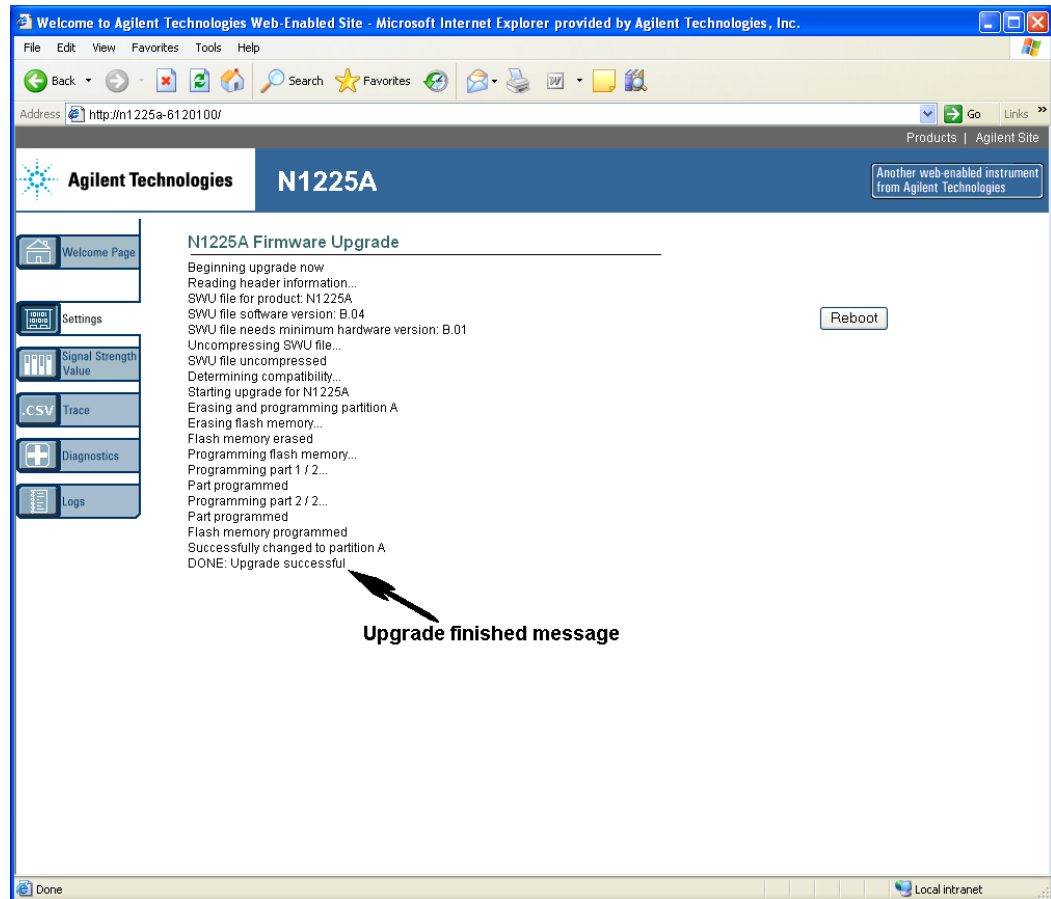 Welcome to Agilent Technologies Web-Enabled Site - Microsoft Internet Explorer provided by Agilent Technologies, Inc.
File Edit View Favorites Tools Help
Back Search Favorites
Address http://n1225a-6120100/ Go Links »
Products | Agilent Site
Agilent Technologies N1225A Another web-enabled instrument
from Agilent Technologies
Welcome Page
Settings
Signal Strength
Value
.CSV Trace
Diagnostics
Logs
N1225A Firmware Upgrade
Beginning upgrade now
Reading header information...
SWU file for product: N1225A
SWU file software version: B.04
SWU file needs minimum hardware version: B.01
Uncompressing SWU file...
SWU file uncompressed
Determining compatibility...
Starting upgrade for N1225A
Erasing and programming partition A
Erasing flash memory...
Flash memory erased
Programming flash memory...
Programming part 1 / 2...
Part programmed
Programming part 2 / 2...
Part programmed
Flash memory programmed
Successfully changed to partition A
DONE: Upgrade successful
Reboot
Upgrade finished message
Done Local intranet